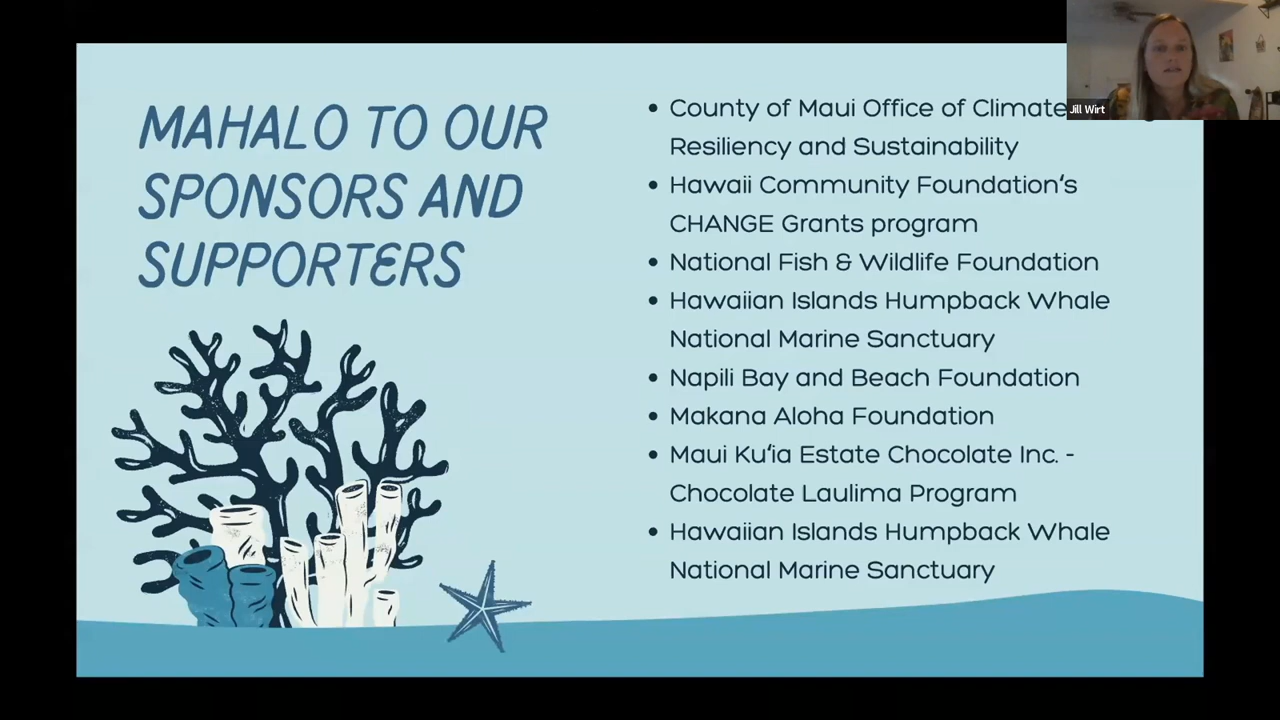 MAHALO TO OUR
SPONSORS AND
SUPPORTERS
• County of Maui Office of Climate
Resiliency and Sustainability
• Hawaii Community Foundation's
CHANGE Grants program
• National Fish & Wildlife Foundation
• Hawaiian Islands Humpback Whale
National Marine Sanctuary
• Napili Bay and Beach Foundation
• Makana Aloha Foundation
• Maui Ku'ia Estate Chocolate Inc. -
Chocolate Laulima Program
• Hawaiian Islands Humpback Whale
National Marine Sanctuary
Jill Wirt